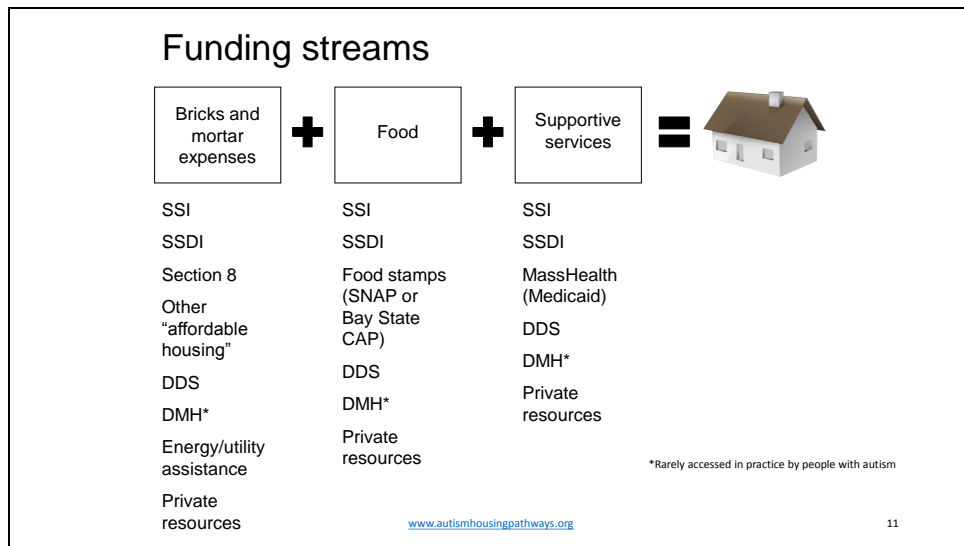 Funding streams
Bricks and
mortar
expenses
Food
Supportive
services
SSI
SSDI
Section 8
Other
“affordable
housing”
DDS
DMH*
Energy/utility
assistance
Private
resources
SSI
SSDI
Food stamps
(SNAP or
Bay State
CAP)
DDS
DMH*
Private
resources
SSI
SSDI
MassHealth
(Medicaid)
DDS
DMH*
Private
resources
*Rarely accessed in practice by people with autism
www.autismhousingpathways.org
11